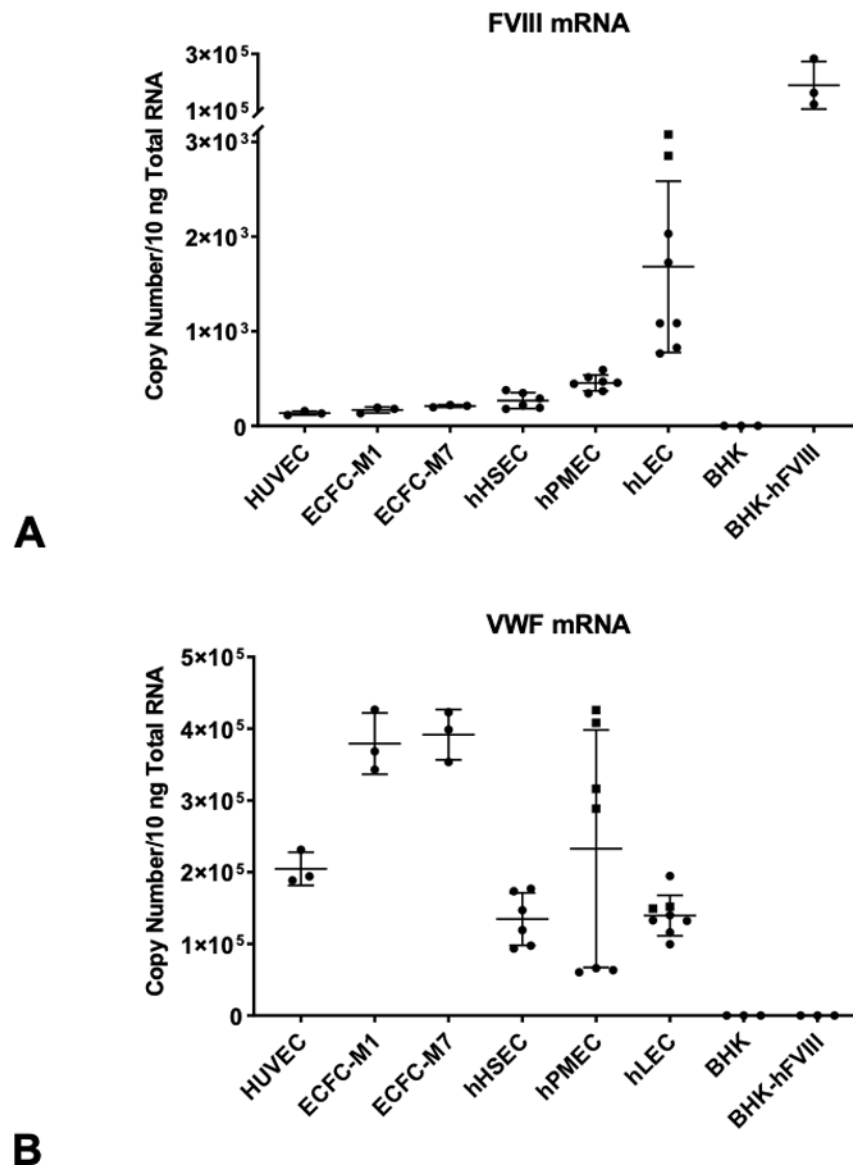 FVIII mRNA
Copy Number/10 ng Total RNA
3×10⁵
1×10⁵
3×10³
2×10³
1×10³
0
HUVEC
ECFC-M1
ECFC-M7
hHSEC
hPMEC
hLEC
BHK
BHK-hFVIII
A
VWF mRNA
Copy Number/10 ng Total RNA
5×10⁵
4×10⁵
3×10⁵
2×10⁵
1×10⁵
0
HUVEC
ECFC-M1
ECFC-M7
hHSEC
hPMEC
hLEC
BHK
BHK-hFVIII
B